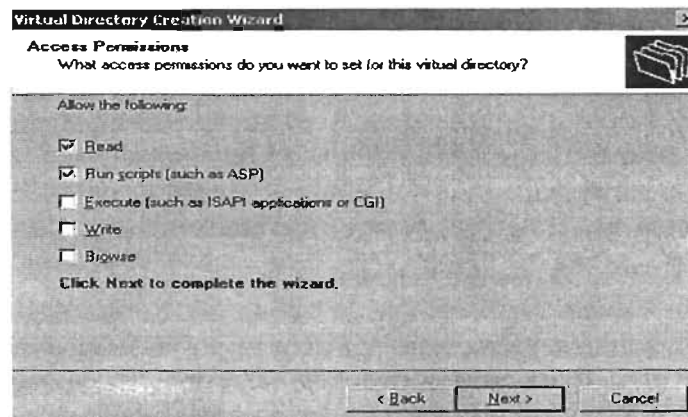 Virtual Directory Creation Wizard
Access Permissions
What access permissions do you want to set for this virtual directory?
Allow the following:
Read
Run scripts (such as ASP)
Execute (such as ISAPI applications or CGI)
Write
Browse
Click Next to complete the wizard.
< Back Next > Cancel